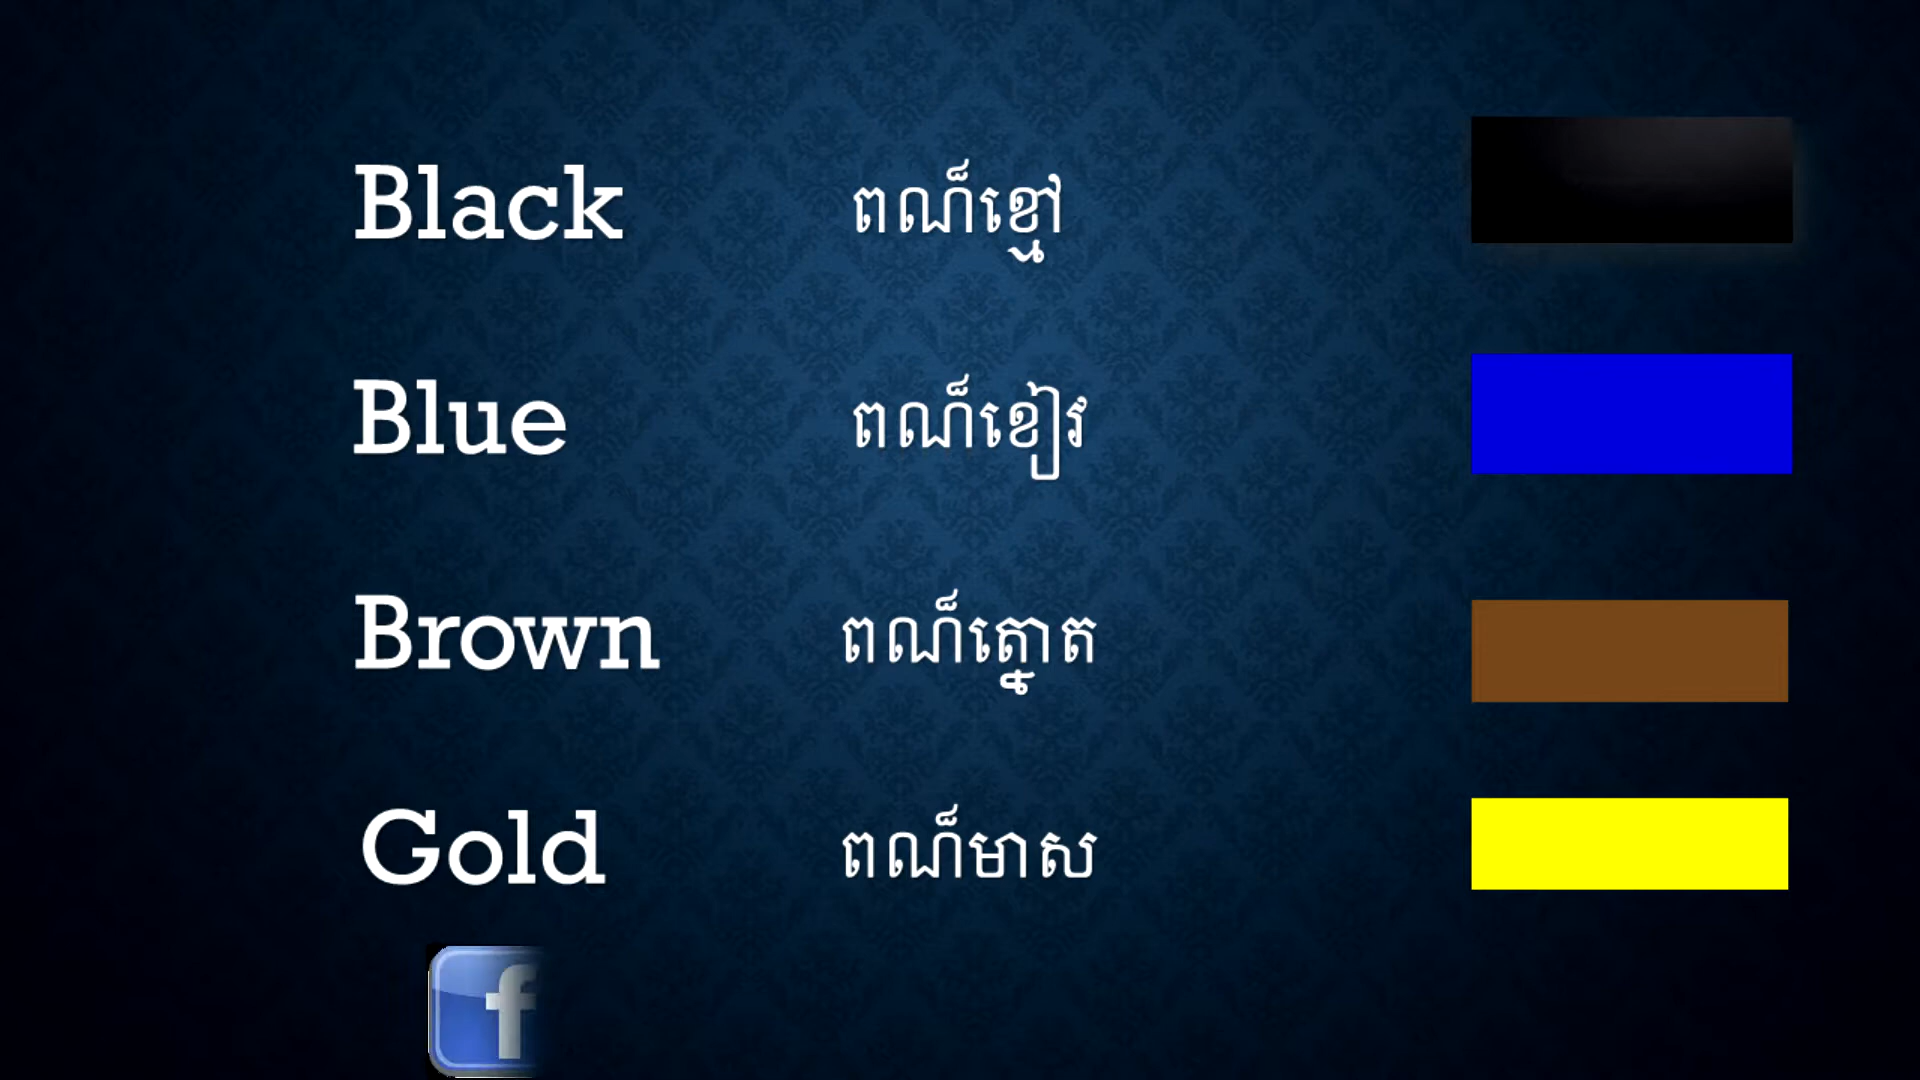 Black ពណ៌ខ្មៅ
Blue ពណ៌ខៀវ
Brown ពណ៌ត្នោត
Gold ពណ៌មាស
f